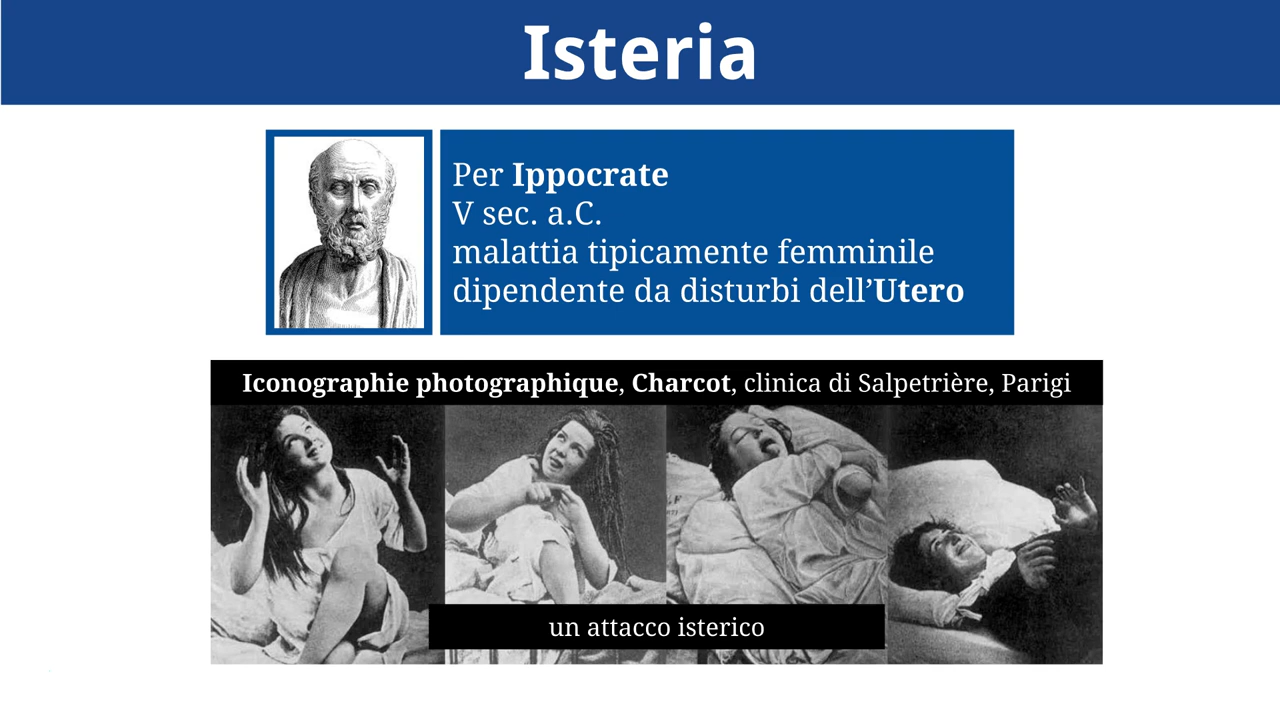 Isteria
Per Ippocrate
V sec. a.C.
malattia tipicamente femminile
dipendente da disturbi dell’Utero
Iconographie photographique, Charcot, clinica di Salpetrière, Parigi
un attacco isterico